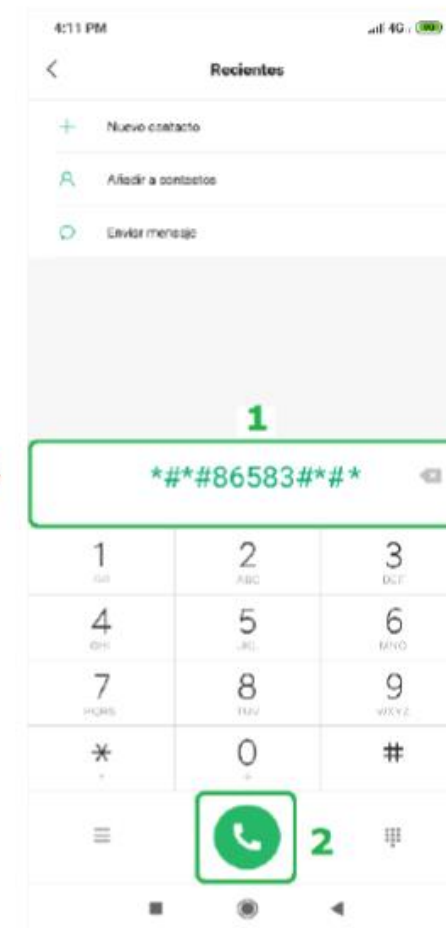 4:11 PM 4G
Recientes
Nuevo contacto
Añadir a contactos
Enviar mensaje
1
*#*#86583#*#*
1 2 3
ABC DEF
4 5 6
GHI JKL MNO
7 8 9
PQRS TUV WXYZ
* 0 #
+
2